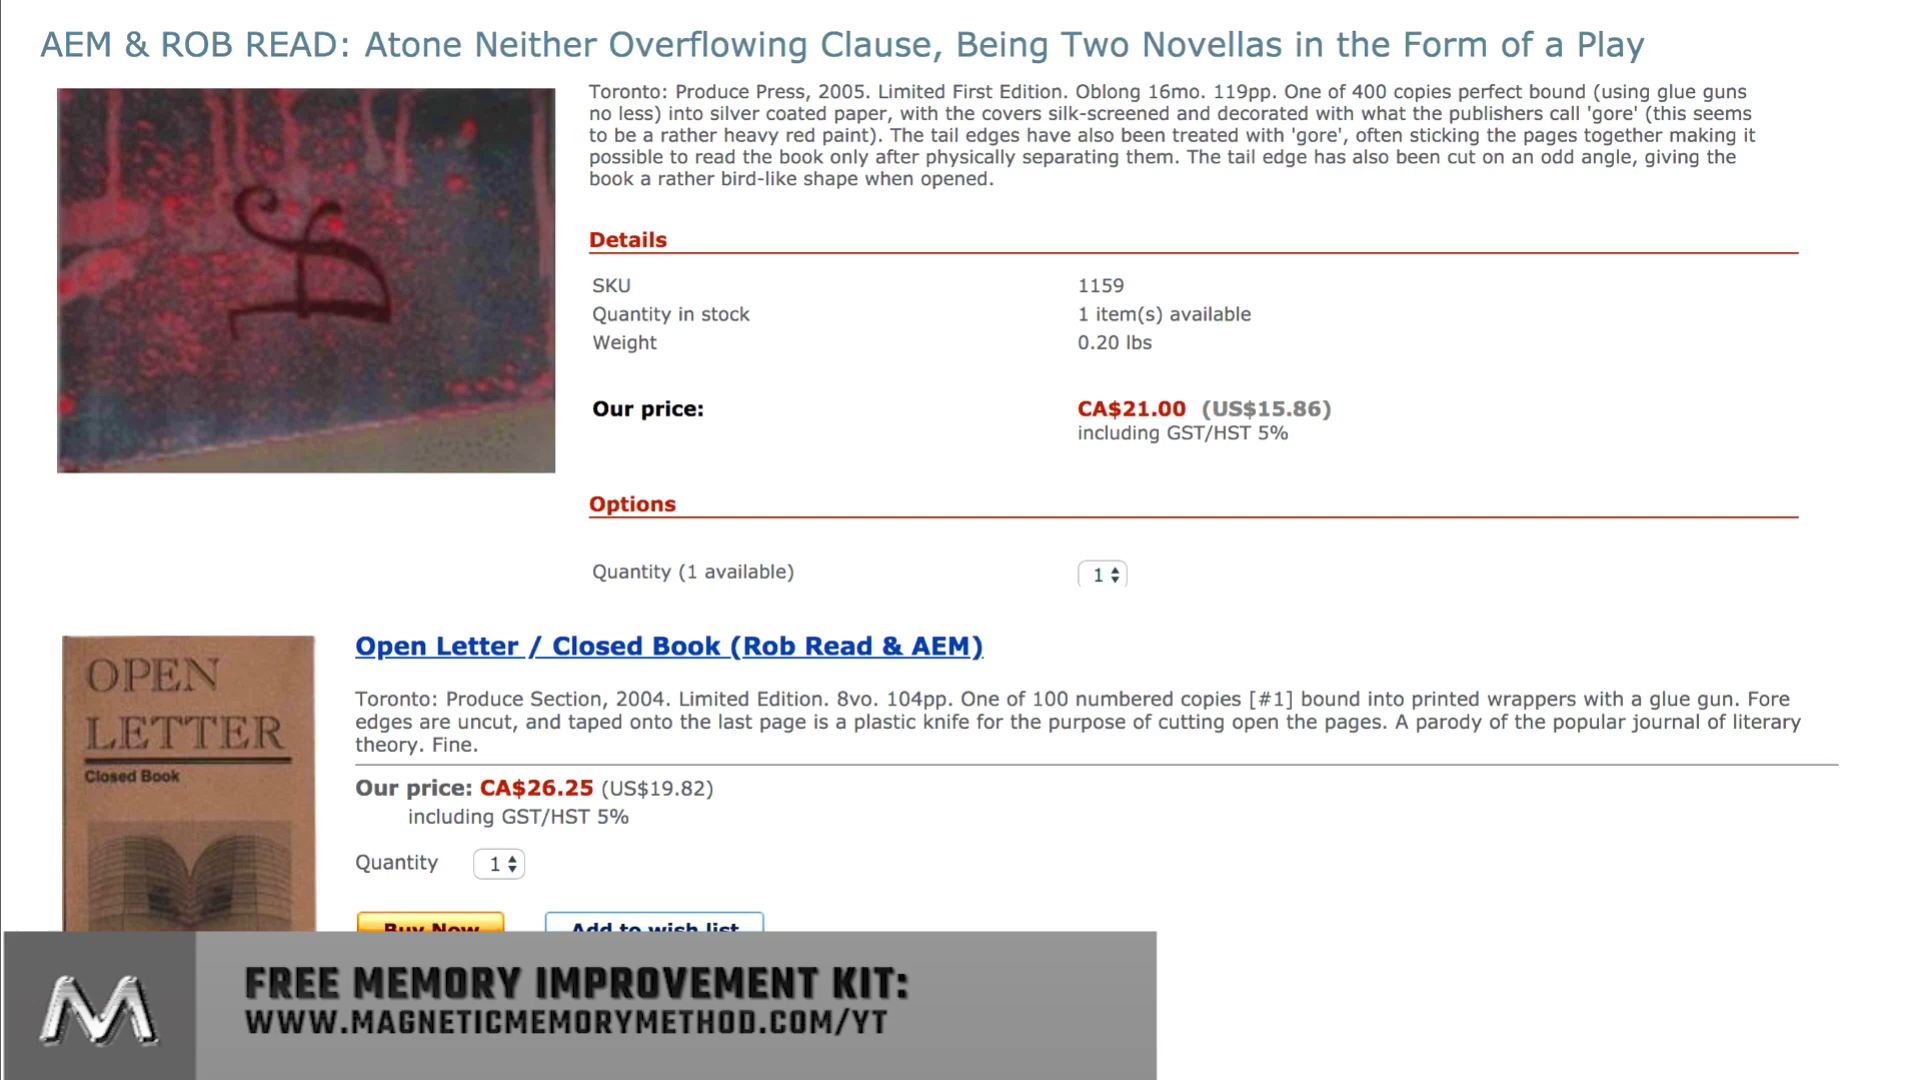 AEM & ROB READ: Atone Neither Overflowing Clause, Being Two Novellas in the Form of a Play
Toronto: Produce Press, 2005. Limited First Edition. Oblong 16mo. 119pp. One of 400 copies perfect bound (using glue guns
no less) into silver coated paper, with the covers silk-screened and decorated with what the publishers call 'gore' (this seems
to be a rather heavy red paint). The tail edges have also been treated with 'gore', often sticking the pages together making it
possible to read the book only after physically separating them. The tail edge has also been cut on an odd angle, giving the
book a rather bird-like shape when opened.
Details
SKU 1159
Quantity in stock 1 item(s) available
Weight 0.20 lbs
Our price: CA$21.00 (US$15.86)
including GST/HST 5%
Options
Quantity (1 available) 1
OPEN
LETTER
Closed Book
Open Letter / Closed Book (Rob Read & AEM)
Toronto: Produce Section, 2004. Limited Edition. 8vo. 104pp. One of 100 numbered copies [#1] bound into printed wrappers with a glue gun. Fore
edges are uncut, and taped onto the last page is a plastic knife for the purpose of cutting open the pages. A parody of the popular journal of literary
theory. Fine.
Our price: CA$26.25 (US$19.82)
including GST/HST 5%
Quantity 1
Buy Now Add to wish list
M
FREE MEMORY IMPROVEMENT KIT:
WWW.MAGNETICMEMORYMETHOD.COM/YT